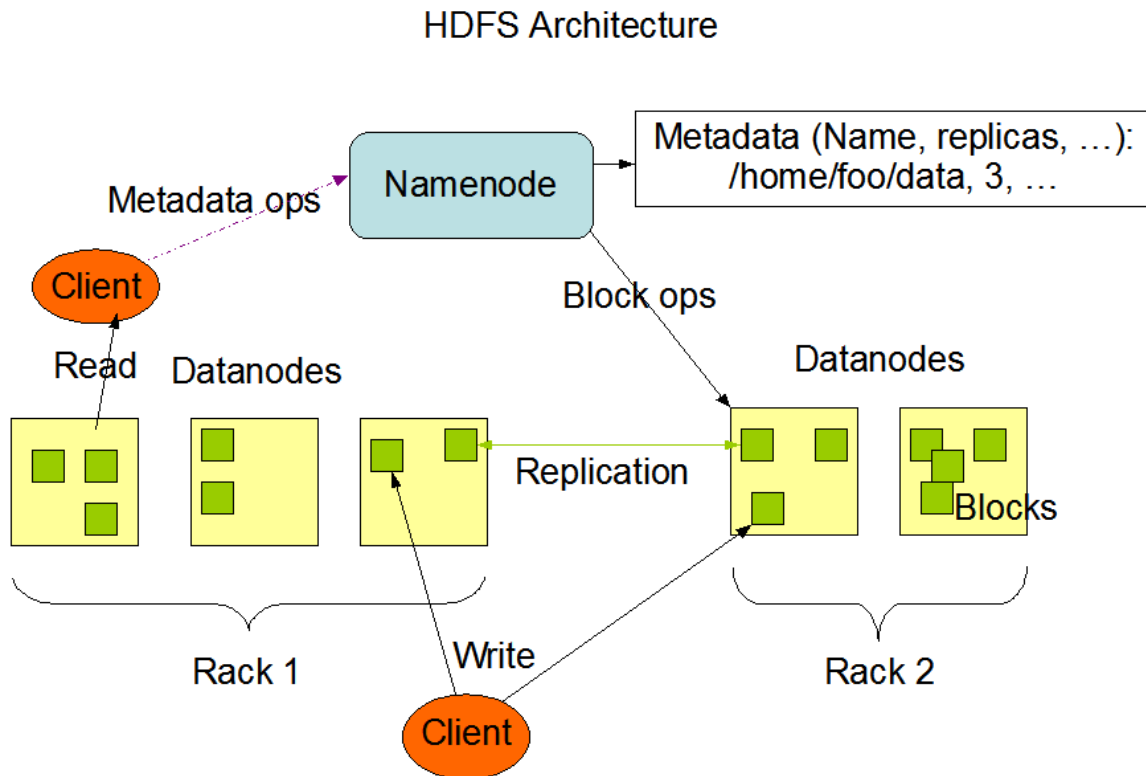 HDFS Architecture
Metadata (Name, replicas, …):
/home/foo/data, 3, …
Namenode
Metadata ops
Client
Block ops
Read
Datanodes
Datanodes
Replication
Blocks
Rack 1
Write
Rack 2
Client